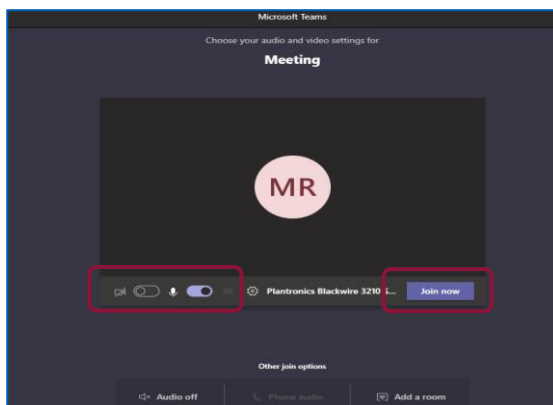 Microsoft Teams
Choose your audio and video settings for
Meeting
MR
Plantronics Blackwire 3210 S... Join now
Other join options
Audio off Phone audio Add a room